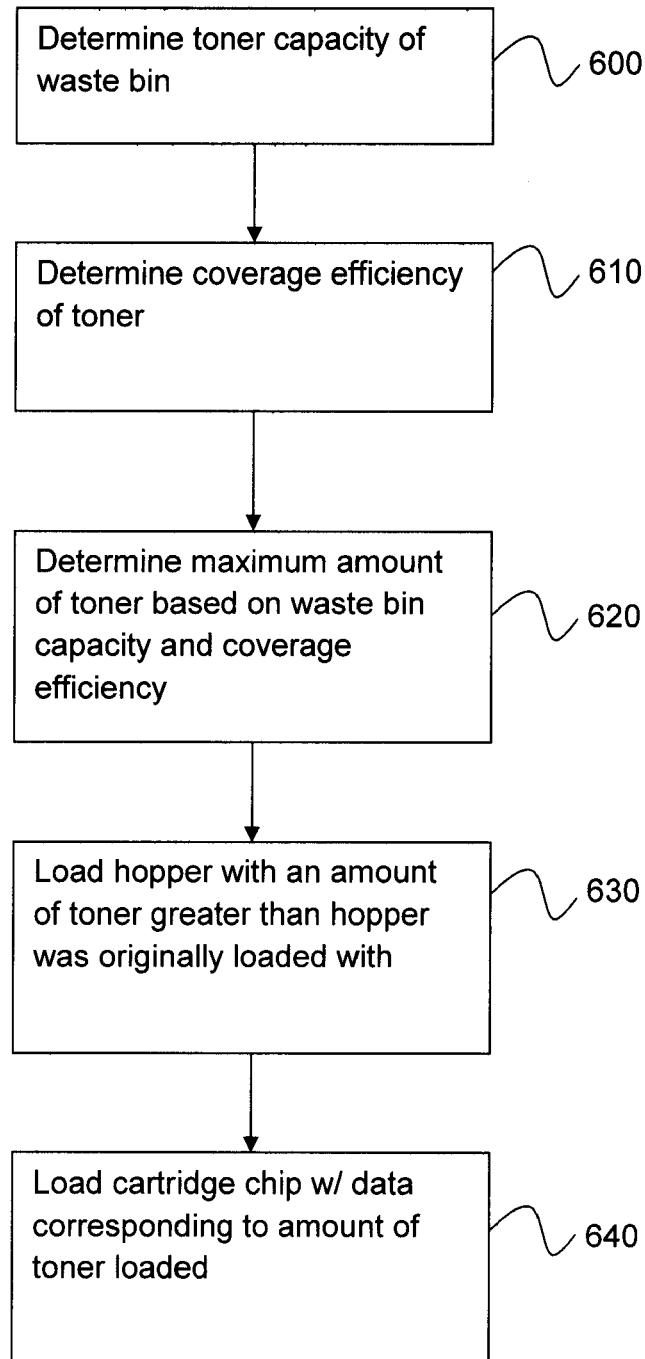 Determine toner capacity of
waste bin
600
Determine coverage efficiency
of toner
610
Determine maximum amount
of toner based on waste bin
capacity and coverage
efficiency
620
Load hopper with an amount
of toner greater than hopper
was originally loaded with
630
Load cartridge chip w/ data
corresponding to amount of
toner loaded
640